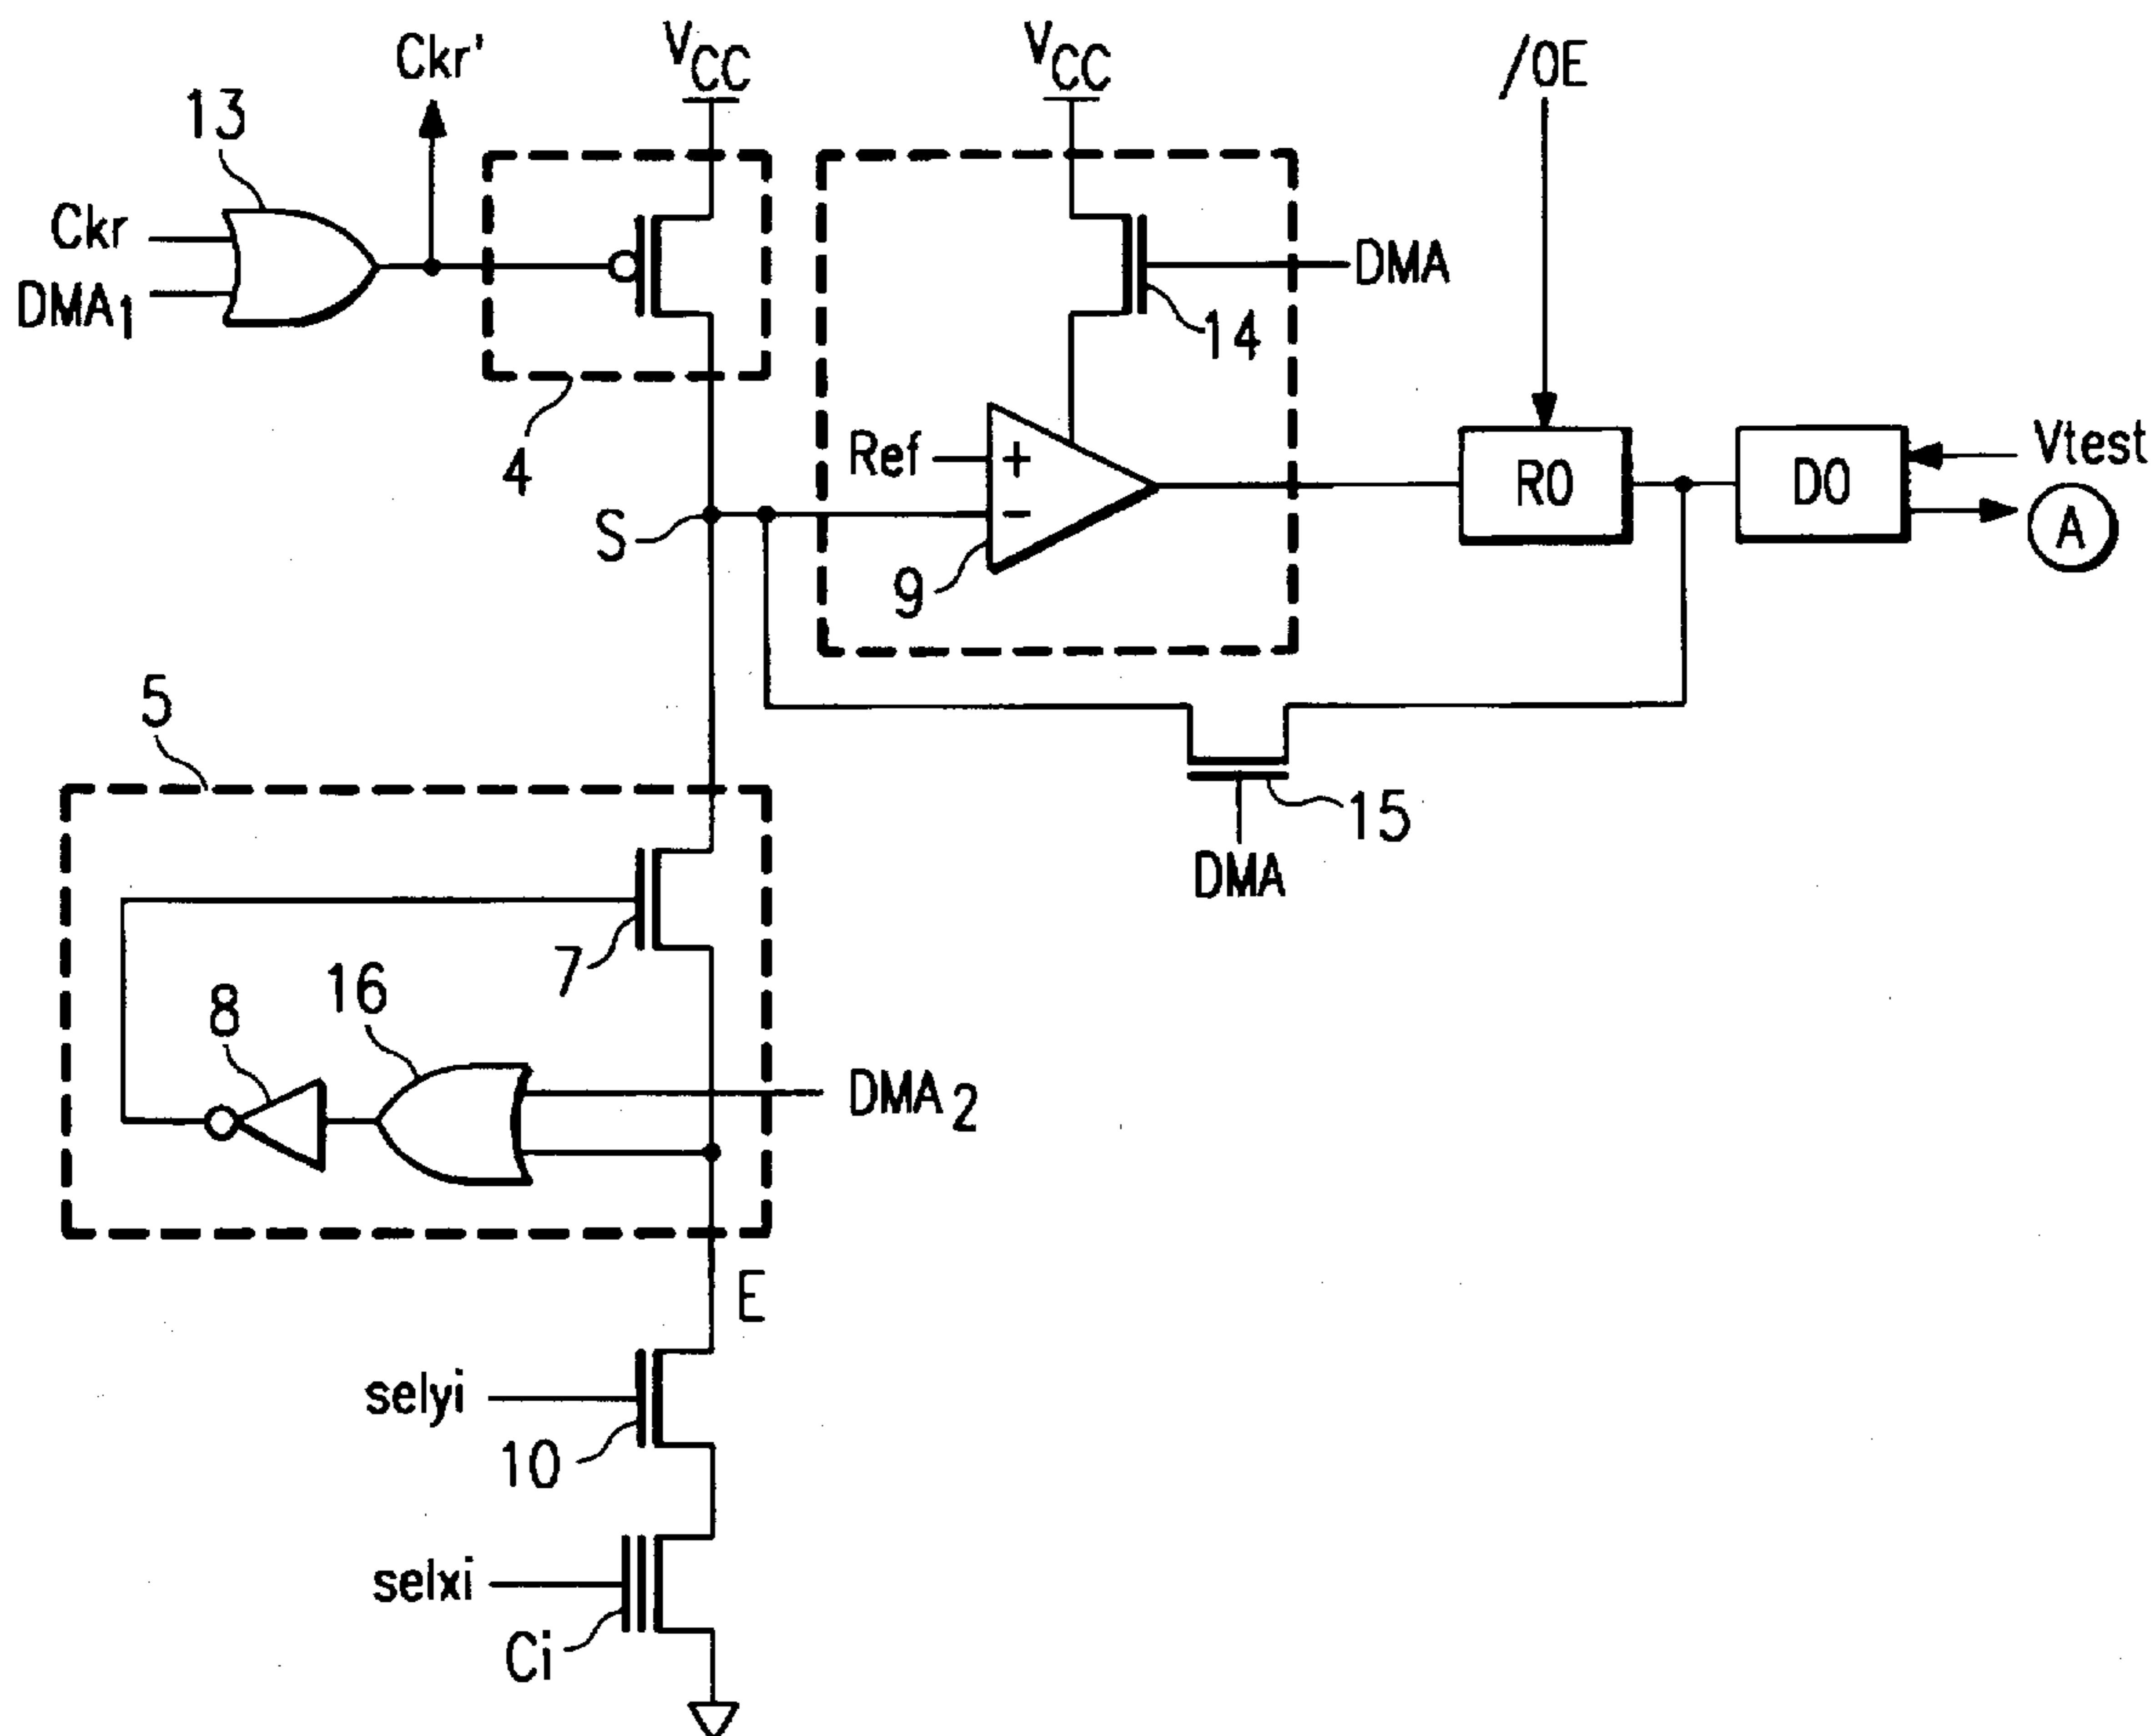 Ckr'
VCC
VCC
/OE
13
Ckr
DMA1
DMA
14
4
Ref
+
−
S
9
RO
DO
Vtest
A
5
15
DMA
7
8
16
DMA2
E
selyi
10
selxi
Ci